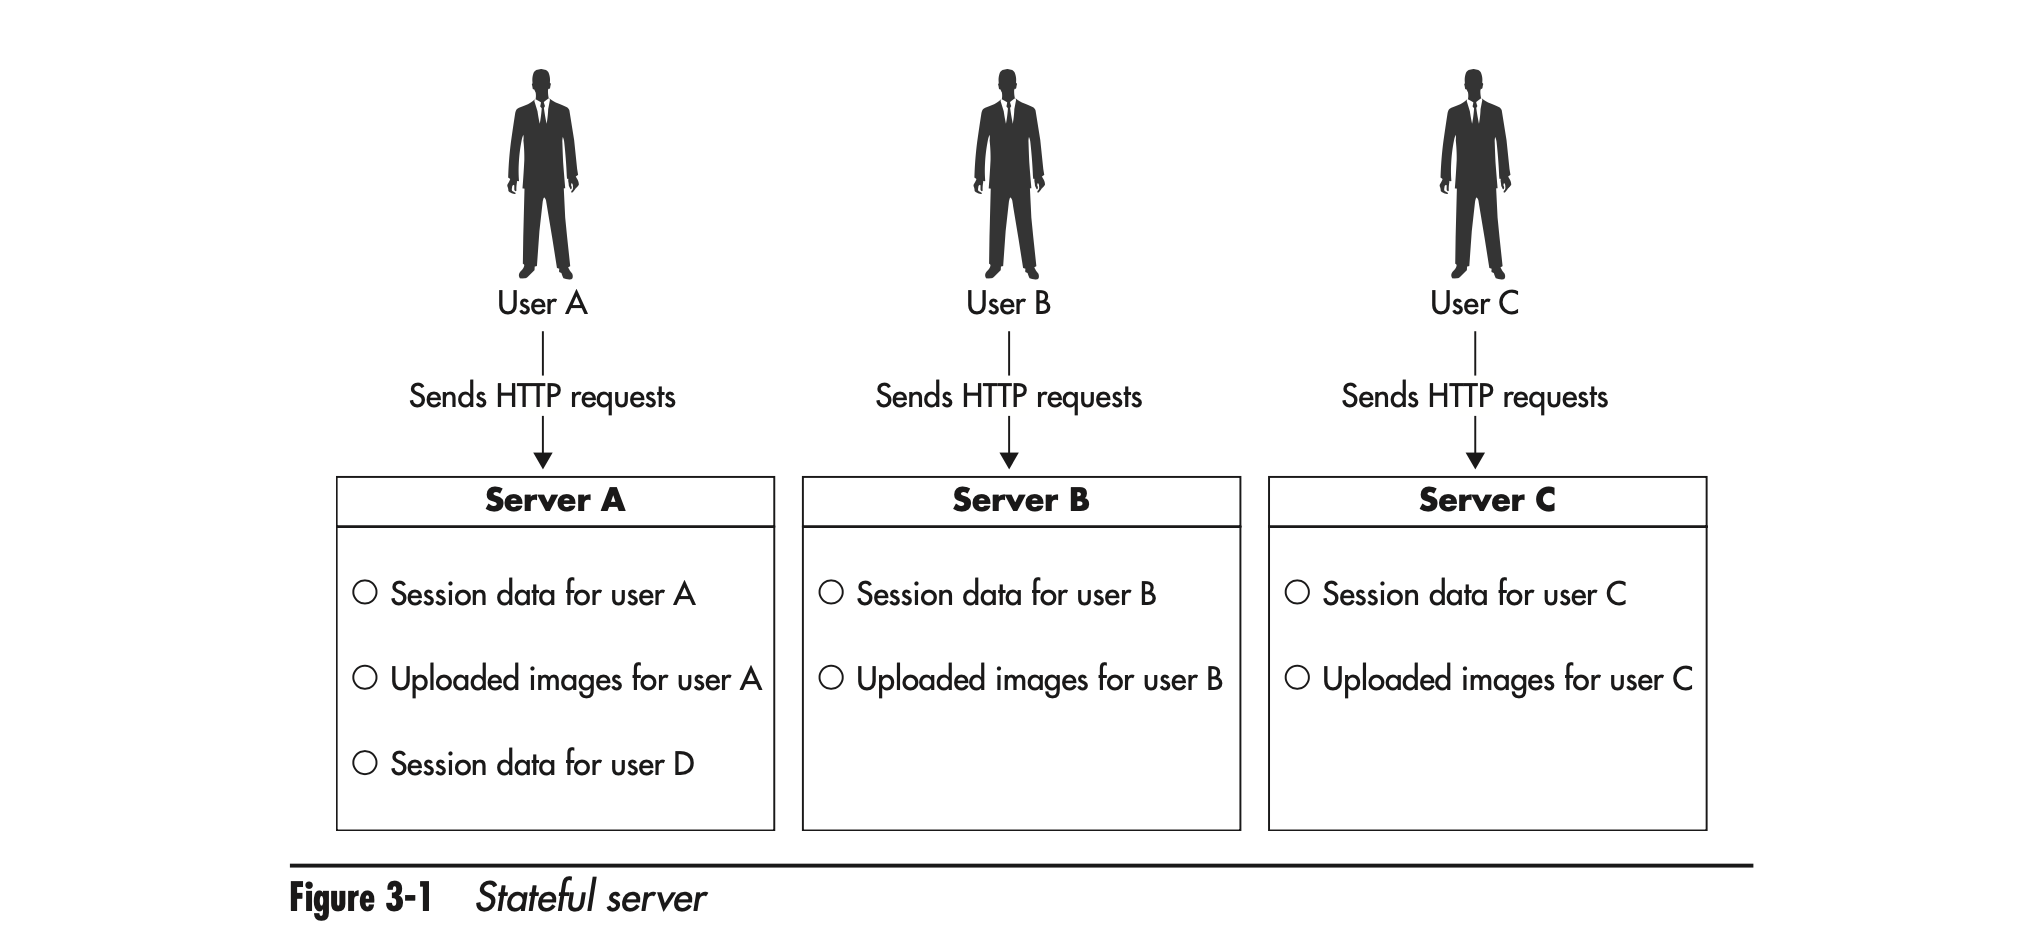 User A
User B
User C
Sends HTTP requests
Sends HTTP requests
Sends HTTP requests
Server A
Session data for user A
Uploaded images for user A
Session data for user D
Server B
Session data for user B
Uploaded images for user B
Server C
Session data for user C
Uploaded images for user C
Figure 3-1 Stateful server